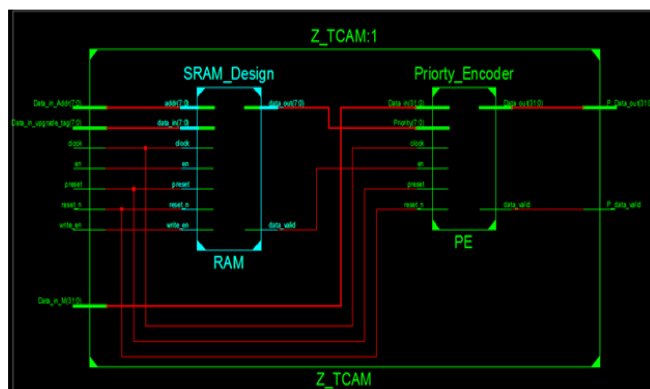 Z_TCAM:1
SRAM_Design
Priorty_Encoder
Data_in_Addr(7:0)
addr(7:0)
data_out(7:0)
Data_in(31:0)
Data_out(31:0)
P_Data_out(31:0)
Data_in_upgrade_tag(7:0)
data_in(7:0)
Priority(7:0)
clock
clock
clock
en
en
en
preset
preset
preset
reset_n
reset_n
reset_n
data_valid
P_data_valid
write_en
write_en
data_valid
RAM
PE
Data_in_M(31:0)
Z_TCAM